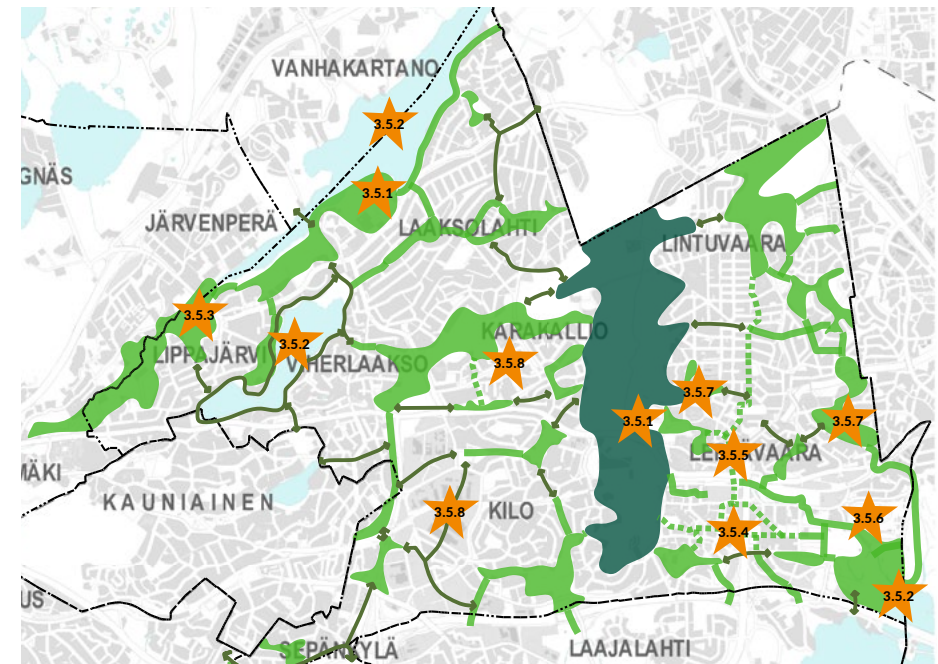 VANHAKARTANO
3.5.2
GNÄS
3.5.1
JÄRVENPERÄ
LAAKSOLAHTI
LINTUVAARA
3.5.3
KARAKALLIO
3.5.2
LIPPAJÄRVI
VIHERLAAKSO
3.5.8
3.5.7
3.5.1
3.5.7
3.5.5
LEPPÄVAARA
MÄKI
KAUNIAINEN
3.5.8
KILO
3.5.6
3.5.4
3.5.2
US
SEPÄNKYLÄ
LAAJALAHTI